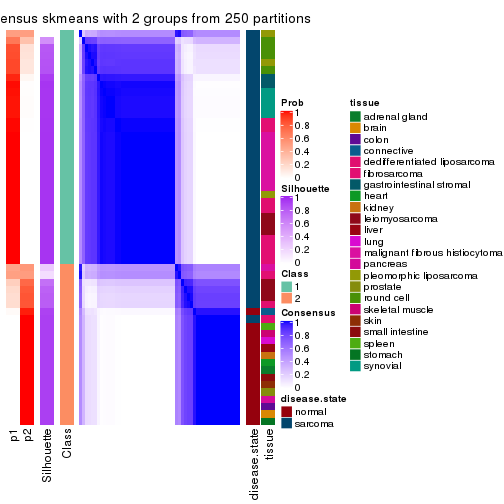 ensus skmeans with 2 groups from 250 partitions
Prob
1
0.8
0.6
0.4
0.2
0
Silhouette
1
0.8
0.6
0.4
0.2
0
Class
1
2
Consensus
1
0.8
0.6
0.4
0.2
0
disease.state
normal
sarcoma
tissue
adrenal gland
brain
colon
connective
dedifferentiated liposarcoma
fibrosarcoma
gastrointestinal stromal
heart
kidney
leiomyosarcoma
liver
lung
malignant fibrous histiocytoma
pancreas
pleomorphic liposarcoma
prostate
round cell
skeletal muscle
skin
small intestine
spleen
stomach
synovial
p1
p2
Silhouette
Class
disease.state
tissue